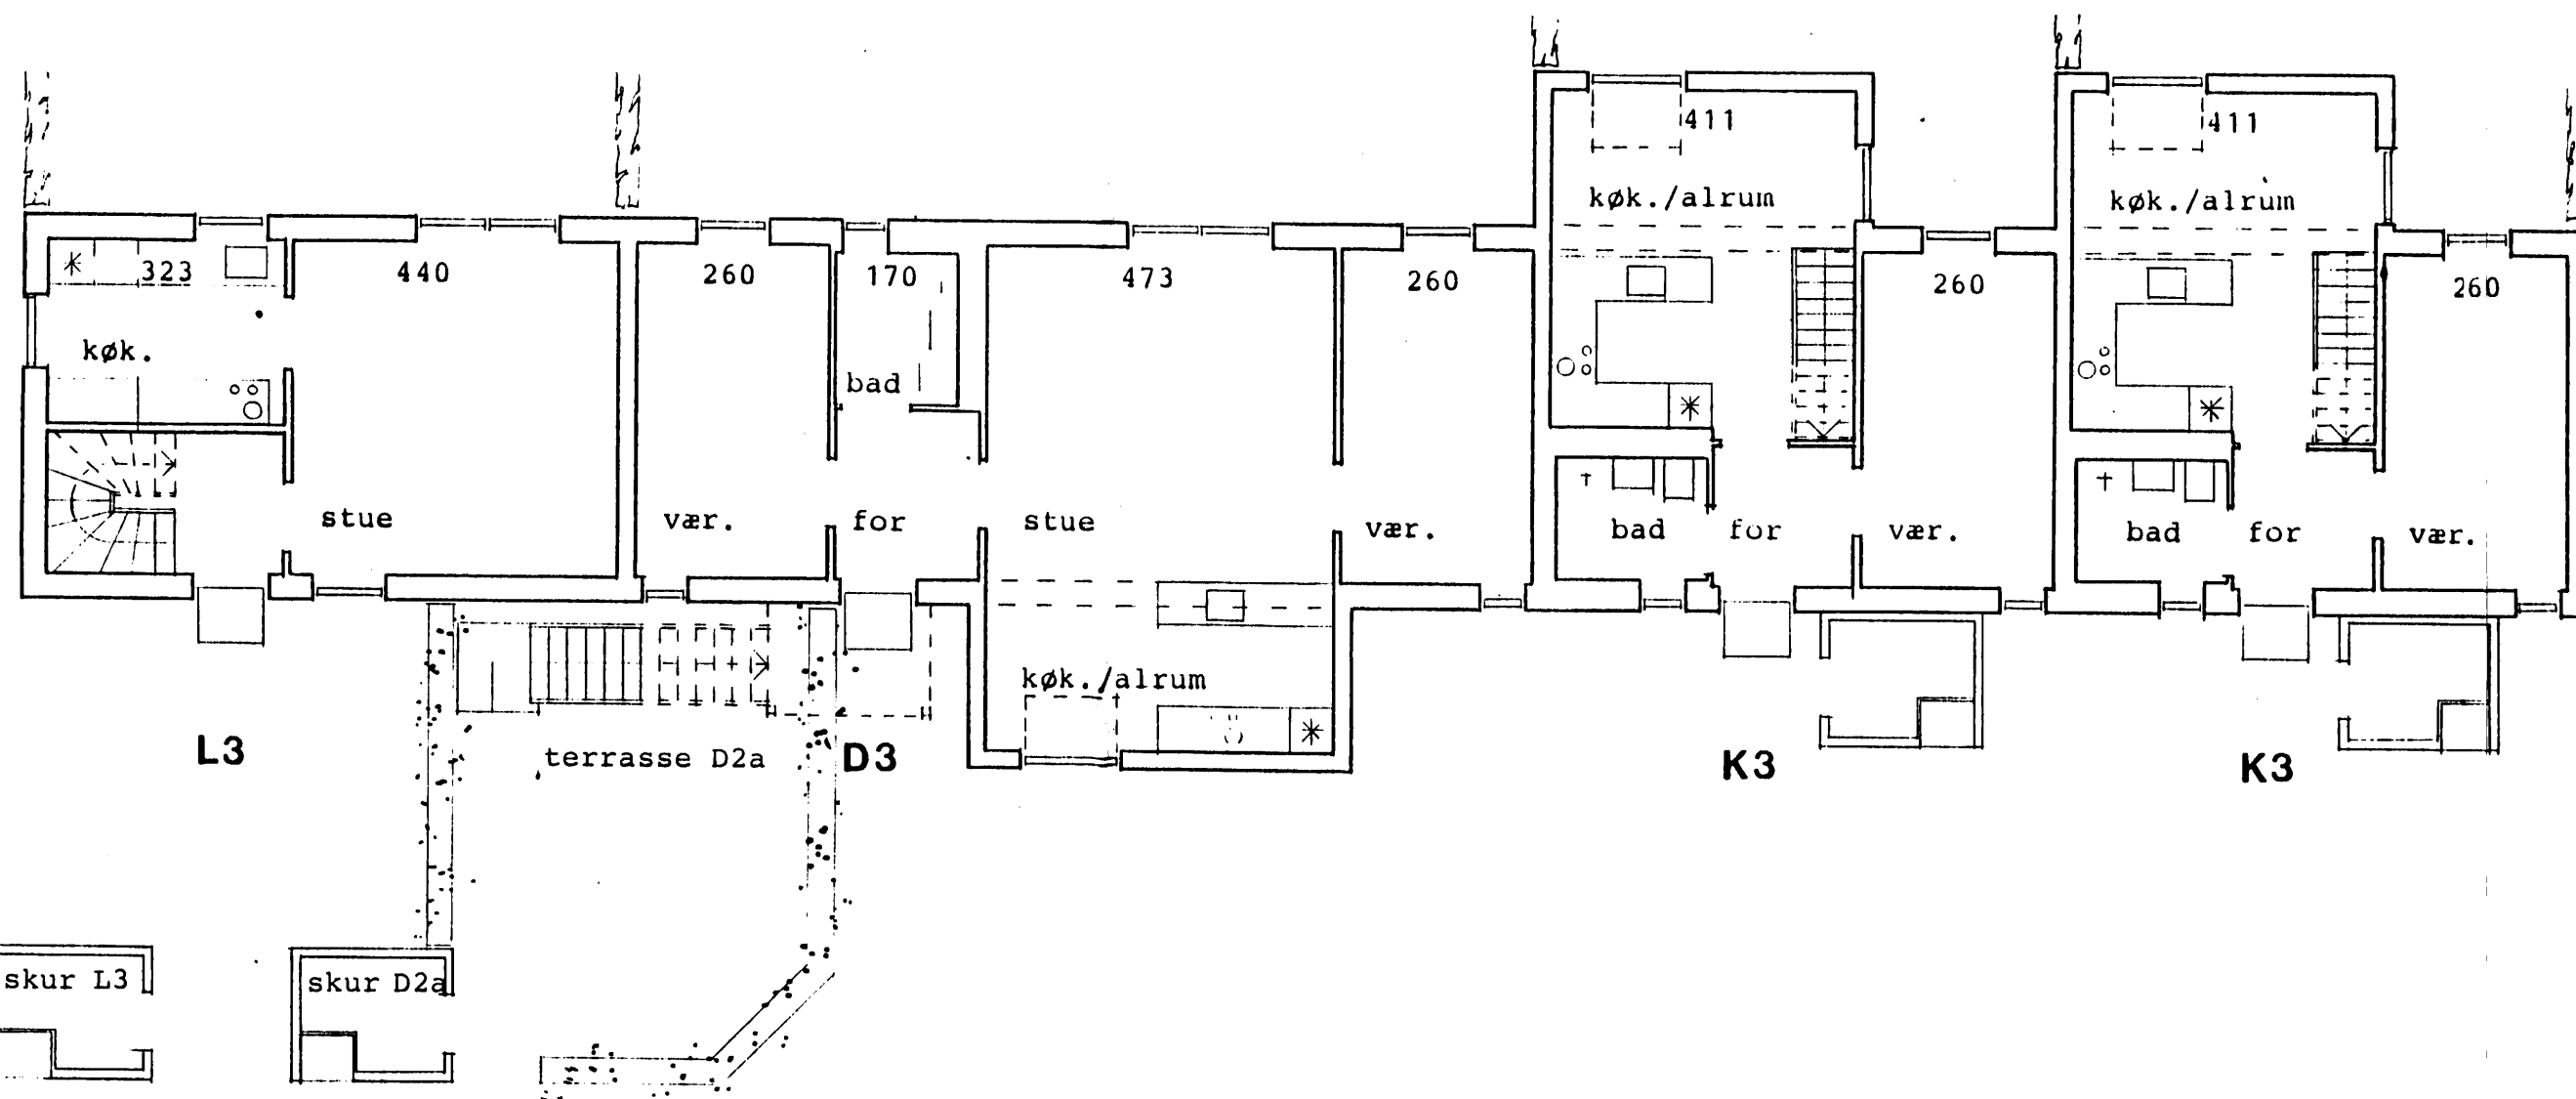 411
411
køk./alrum
køk./alrum
323
440
260
170
473
260
260
260
køk.
bad
stue
vær.
for
stue
vær.
bad
for
vær.
bad
for
vær.
køk./alrum
L3
terrasse D2a
D3
K3
K3
skur L3
skur D2a